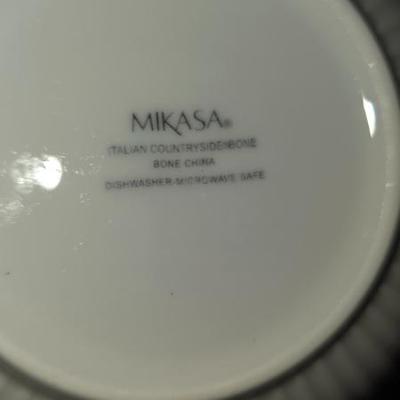 MIKASA®
ITALIAN COUNTRYSIDE®BONE
BONE CHINA
DISHWASHER-MICROWAVE SAFE